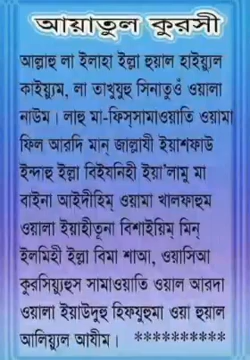 আয়াতুল কুরসী
আল্লাহু লা ইলাহা ইল্লা হুয়াল হাইয়্যুল
কাইয়্যুম, লা তাখুযুহু সিনাতুওঁ ওয়ালা
নাউম। লাহু মা-ফিস্সামাওয়াতি ওয়ামা
ফিল আরদি মান্ জাল্লাযী ইয়াশফাউ
ইন্দাহু ইল্লা বিইযনিহী ইয়া'লামু মা
বাইনা আইদীহিম্ ওয়ামা খালফাহুম
ওয়ালা ইয়াহীতূনা বিশাইয়িম্ মিন্
ইলমিহী ইল্লা বিমা শাআ, ওয়াসিআ
কুরসিয়্যুহুস সামাওয়াতি ওয়াল আরদা
ওয়ালা ইয়াউদুহু হিফযুহুমা ওয়া হুয়াল
আলিয়্যুল আযীম। **********